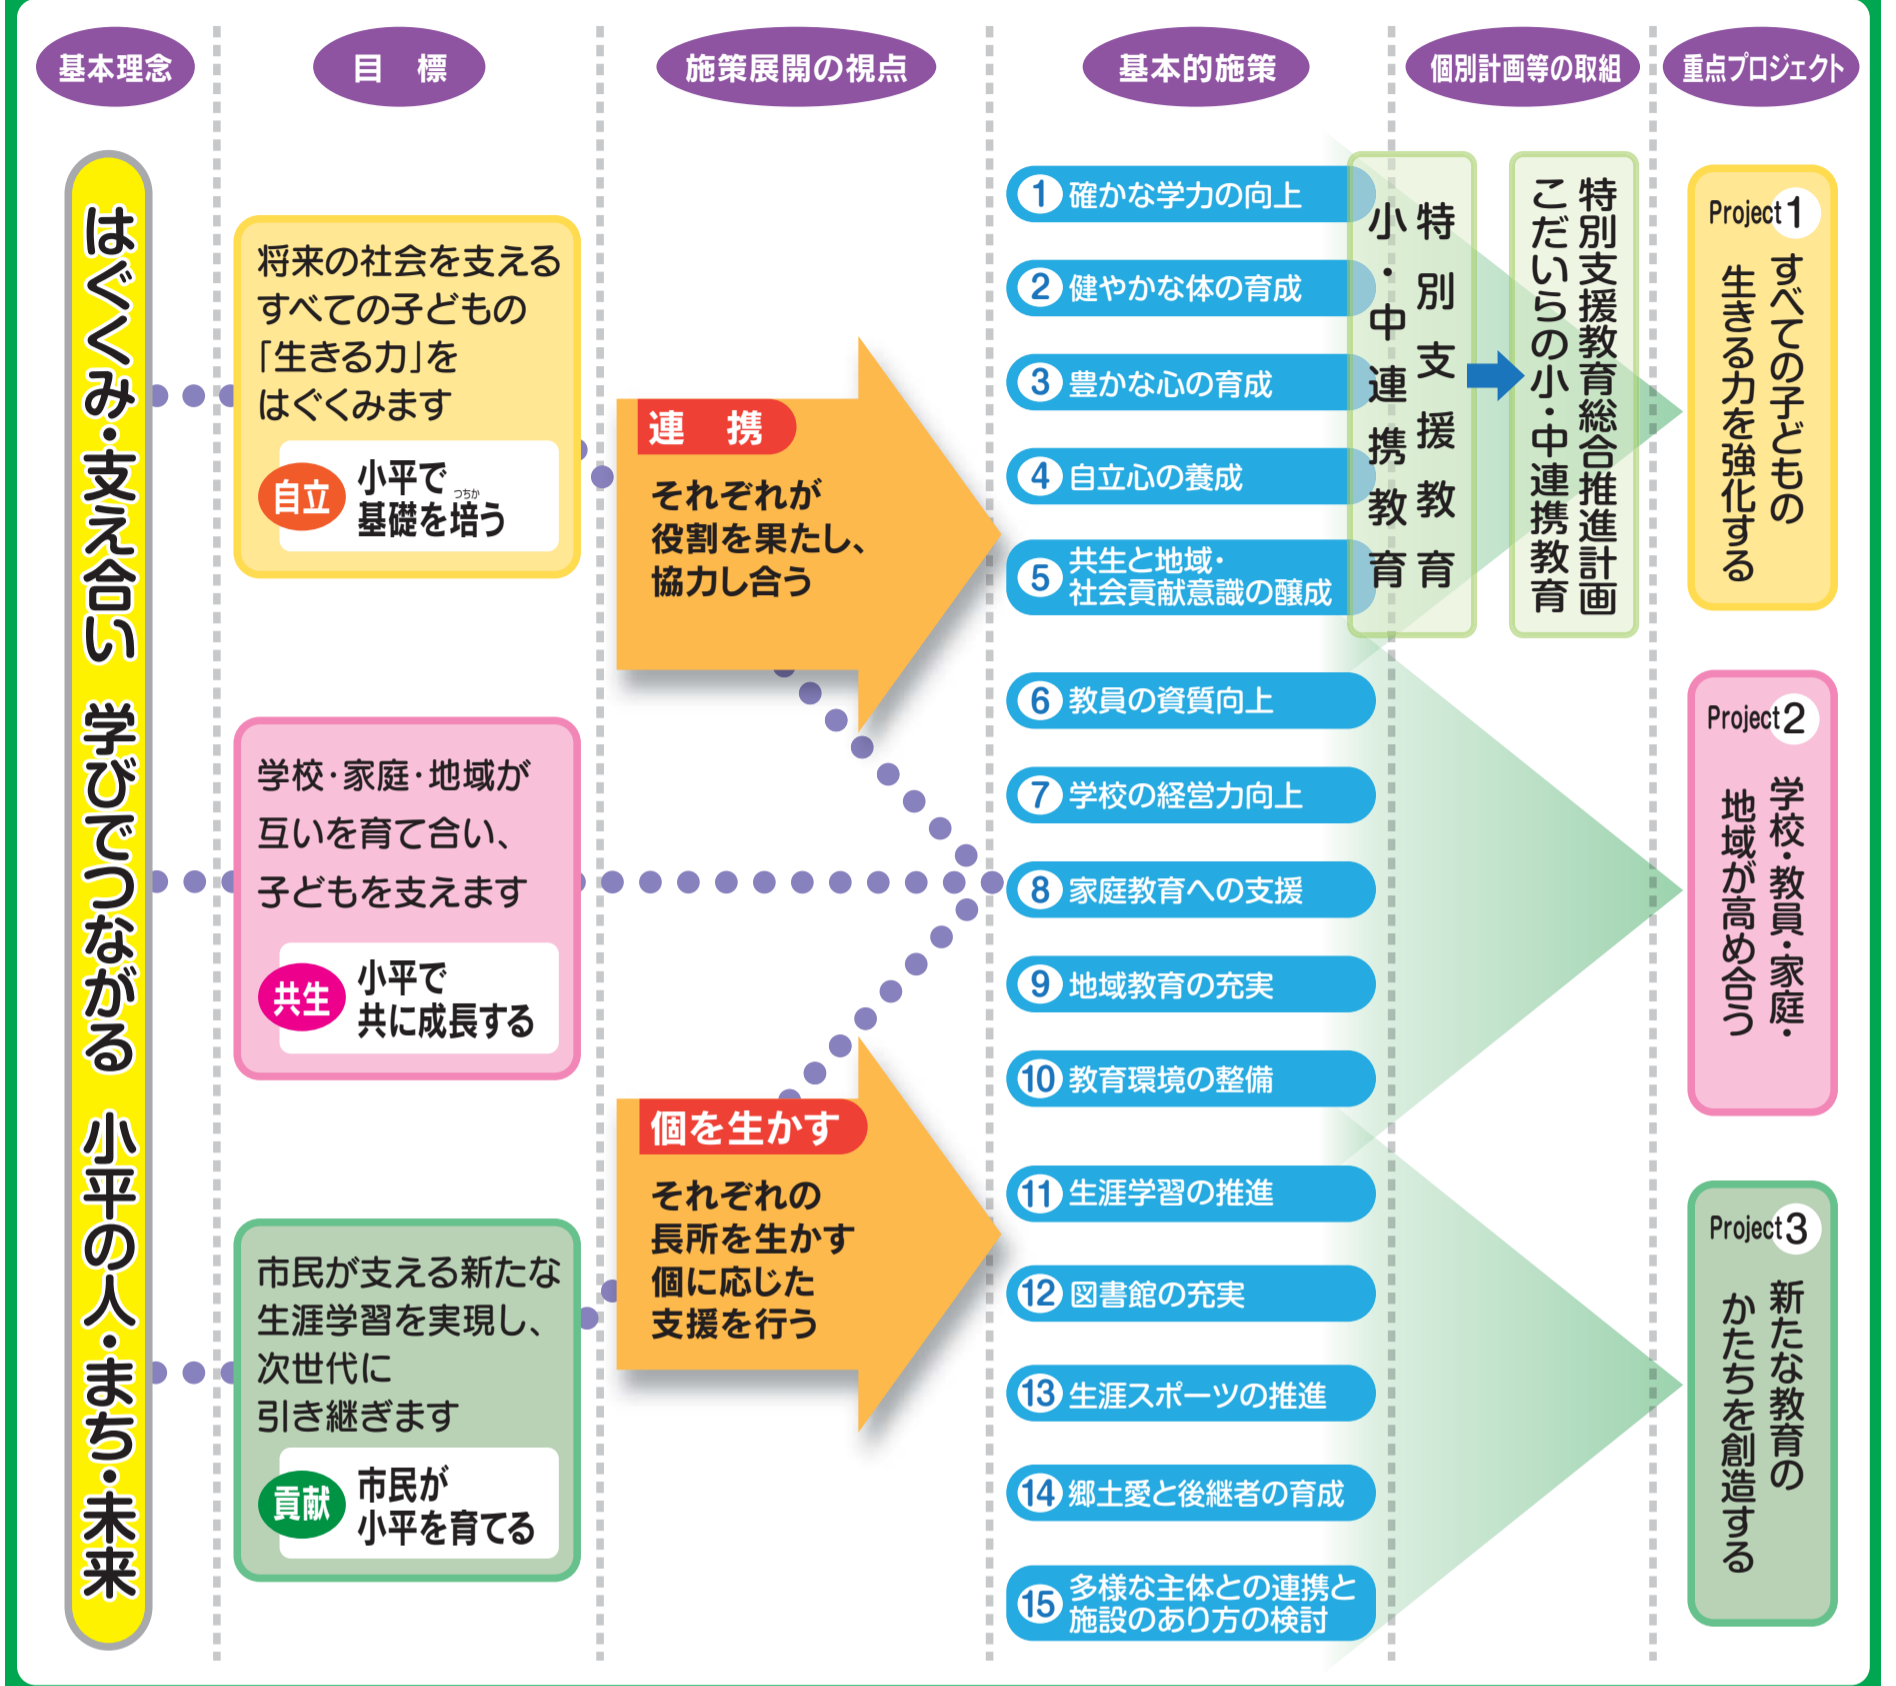 基本理念
目　標
施策展開の視点
基本的施策
個別計画等の取組
重点プロジェクト
はぐくみ・支え合い　学びでつながる　小平の人・まち・未来
将来の社会を支える
すべての子どもの
「生きる力」を
はぐくみます
自立
小平で
つちか
基礎を培う
学校・家庭・地域が
互いを育て合い、
子どもを支えます
共生
小平で
共に成長する
市民が支える新たな
生涯学習を実現し、
次世代に
引き継ぎます
貢献
市民が
小平を育てる
連　携
それぞれが
役割を果たし、
協力し合う
個を生かす
それぞれの
長所を生かす
個に応じた
支援を行う
1 確かな学力の向上
2 健やかな体の育成
3 豊かな心の育成
4 自立心の養成
5 共生と地域・
社会貢献意識の醸成
6 教員の資質向上
7 学校の経営力向上
8 家庭教育への支援
9 地域教育の充実
10 教育環境の整備
11 生涯学習の推進
12 図書館の充実
13 生涯スポーツの推進
14 郷土愛と後継者の育成
15 多様な主体との連携と
施設のあり方の検討
特別支援教育
小・中連携教育
特別支援教育総合推進計画
こだいらの小・中連携教育
Project1
すべての子どもの
生きる力を強化する
Project2
学校・教員・家庭・
地域が高め合う
Project3
新たな教育の
かたちを創造する